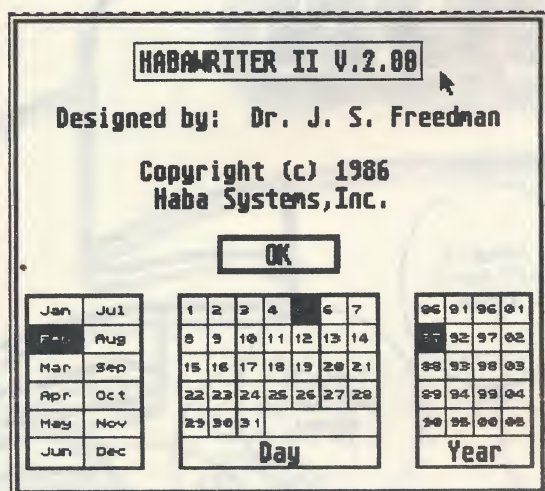 HABAWRITER II V.2.00
Designed by: Dr. J. S. Freedman
Copyright (c) 1986
Haba Systems,Inc.
OK
Jan Jul
Feb Aug
Mar Sep
Apr Oct
May Nov
Jun Dec
1 2 3 4 6 7
8 9 10 11 12 13 14
15 16 17 18 19 20 21
22 23 24 25 26 27 28
29 30 31
Day
86 91 96 01
87 92 97 02
88 93 98 03
89 94 99 04
90 95 00 05
Year